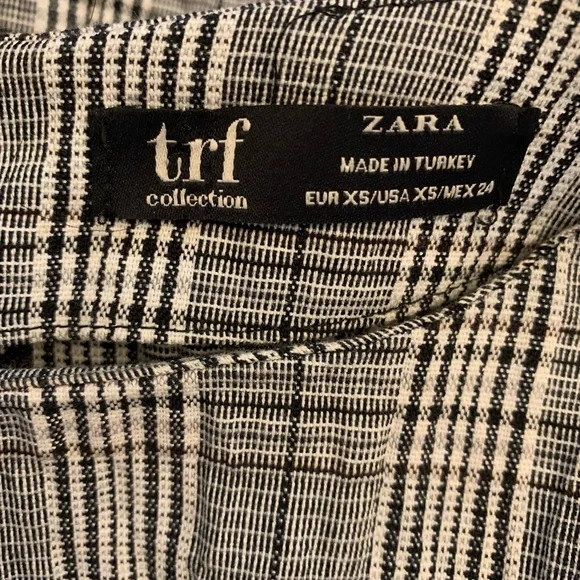 trf
collection
ZARA
MADE IN TURKEY
EUR XS/USA XS/MEX 24